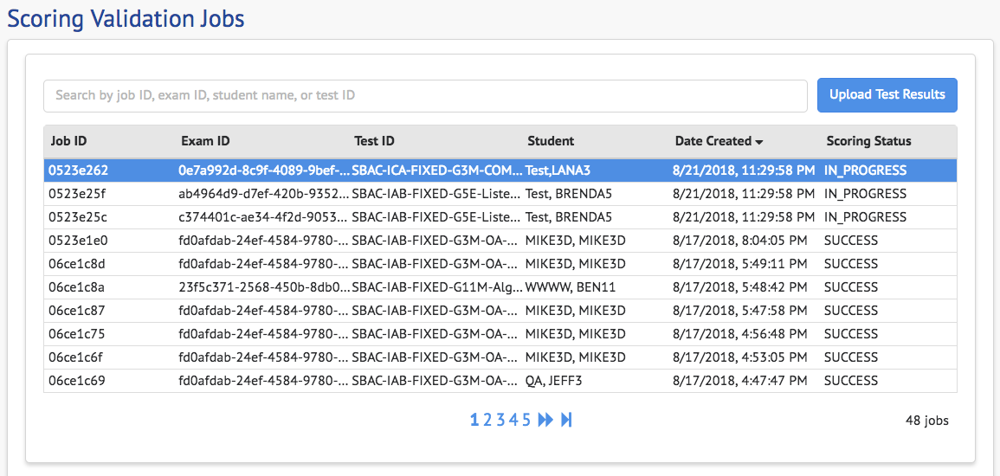 Scoring Validation Jobs
Search by job ID, exam ID, student name, or test ID
Upload Test Results
Job ID Exam ID Test ID Student Date Created Scoring Status
0523e262 0e7a992d-8c9f-4089-9bef-... SBAC-ICA-FIXED-G3M-COM... Test,LANA3 8/21/2018, 11:29:58 PM IN_PROGRESS
0523e25f ab4964d9-d7ef-420b-9352... SBAC-IAB-FIXED-G5E-Liste... Test, BRENDA5 8/21/2018, 11:29:58 PM IN_PROGRESS
0523e25c c374401c-ae34-4f2d-9053... SBAC-IAB-FIXED-G5E-Liste... Test, BRENDA5 8/21/2018, 11:29:58 PM IN_PROGRESS
0523e1e0 fd0afdab-24ef-4584-9780-... SBAC-IAB-FIXED-G3M-OA-... MIKE3D, MIKE3D 8/17/2018, 8:04:05 PM SUCCESS
06ce1c8d fd0afdab-24ef-4584-9780-... SBAC-IAB-FIXED-G3M-OA-... MIKE3D, MIKE3D 8/17/2018, 5:49:11 PM SUCCESS
06ce1c8a 23f5c371-2568-450b-8db0... SBAC-IAB-FIXED-G11M-Alg... WWWW, BEN11 8/17/2018, 5:48:42 PM SUCCESS
06ce1c87 fd0afdab-24ef-4584-9780-... SBAC-IAB-FIXED-G3M-OA-... MIKE3D, MIKE3D 8/17/2018, 5:47:58 PM SUCCESS
06ce1c75 fd0afdab-24ef-4584-9780-... SBAC-IAB-FIXED-G3M-OA-... MIKE3D, MIKE3D 8/17/2018, 4:56:48 PM SUCCESS
06ce1c6f fd0afdab-24ef-4584-9780-... SBAC-IAB-FIXED-G3M-OA-... MIKE3D, MIKE3D 8/17/2018, 4:53:05 PM SUCCESS
06ce1c69 fd0afdab-24ef-4584-9780-... SBAC-IAB-FIXED-G3M-OA-... QA, JEFF3 8/17/2018, 4:47:47 PM SUCCESS
1 2 3 4 5 48 jobs